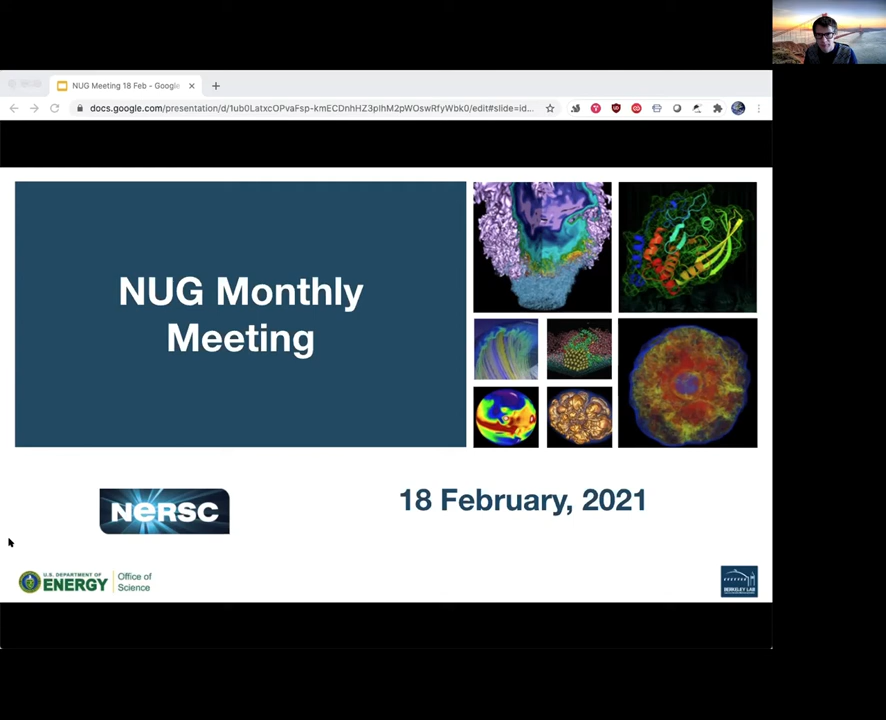 NUG Meeting 18 Feb - Google
docs.google.com/presentation/d/1ub0LatxcOPvaFsp-kmECDnhHZ3plhM2pWOswRfyWbk0/edit#slide=id...
NUG Monthly
Meeting
NERSC
18 February, 2021
U.S. DEPARTMENT OF
ENERGY
Office of
Science
BERKELEY LAB